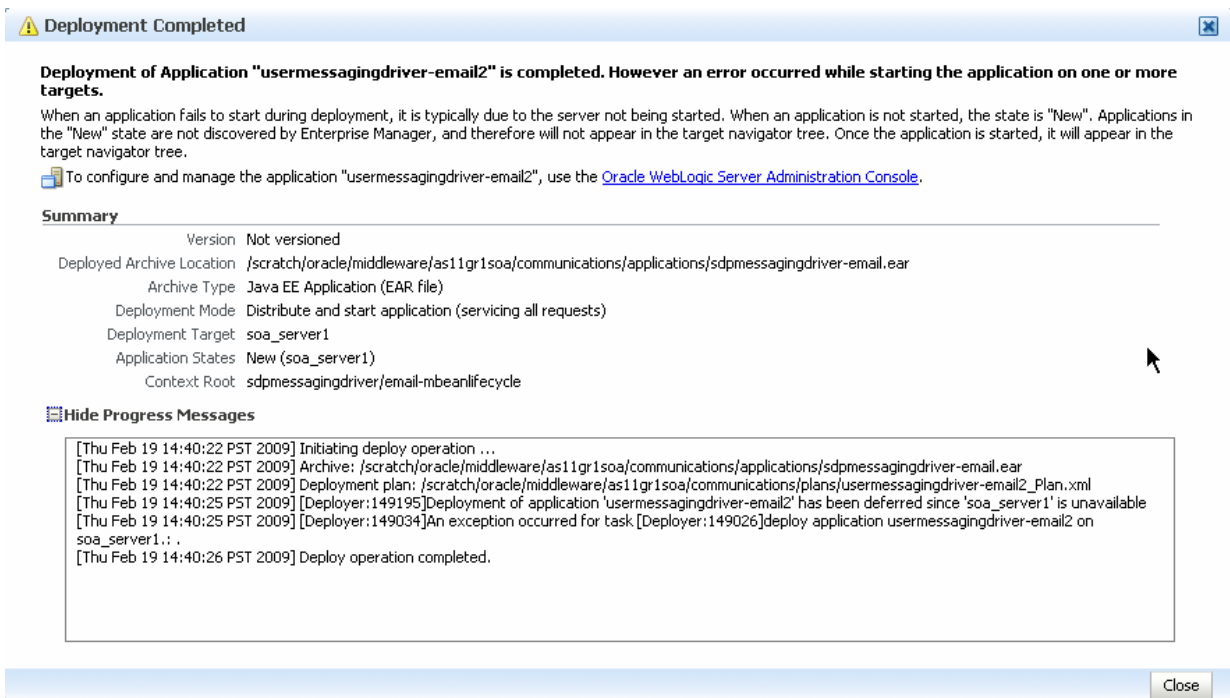 Deployment Completed
Deployment of Application "usermessagingdriver-email2" is completed. However an error occurred while starting the application on one or more
targets.
When an application fails to start during deployment, it is typically due to the server not being started. When an application is not started, the state is "New". Applications in
the "New" state are not discovered by Enterprise Manager, and therefore will not appear in the target navigator tree. Once the application is started, it will appear in the
target navigator tree.
To configure and manage the application "usermessagingdriver-email2", use the Oracle WebLogic Server Administration Console.
Summary
Version Not versioned
Deployed Archive Location /scratch/oracle/middleware/as11gr1soa/communications/applications/sdpmessagingdriver-email.ear
Archive Type Java EE Application (EAR file)
Deployment Mode Distribute and start application (servicing all requests)
Deployment Target soa_server1
Application States New (soa_server1)
Context Root sdpmessagingdriver/email-mbeanlifecycle
Hide Progress Messages
[Thu Feb 19 14:40:22 PST 2009] Initiating deploy operation ...
[Thu Feb 19 14:40:22 PST 2009] Archive: /scratch/oracle/middleware/as11gr1soa/communications/applications/sdpmessagingdriver-email.ear
[Thu Feb 19 14:40:22 PST 2009] Deployment plan: /scratch/oracle/middleware/as11gr1soa/communications/plans/usermessagingdriver-email2_Plan.xml
[Thu Feb 19 14:40:25 PST 2009] [Deployer:149195]Deployment of application 'usermessagingdriver-email2' has been deferred since 'soa_server1' is unavailable
[Thu Feb 19 14:40:25 PST 2009] [Deployer:149034]An exception occurred for task [Deployer:149026]deploy application usermessagingdriver-email2 on
soa_server1.: .
[Thu Feb 19 14:40:26 PST 2009] Deploy operation completed.
Close